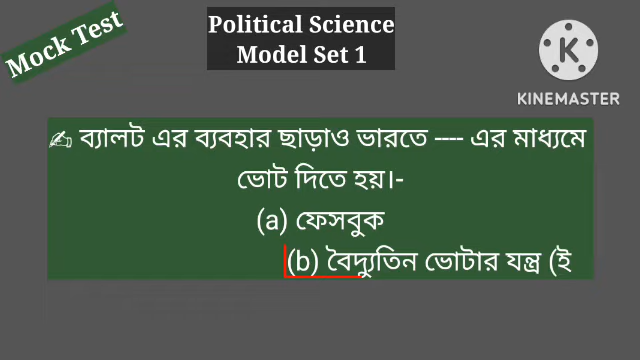 Mock Test
Political Science
Model Set 1
K
KINEMASTER
✍ ব্যালট এর ব্যবহার ছাড়াও ভারতে ---- এর মাধ্যমে
ভোট দিতে হয়।-
(a) ফেসবুক
(b) বৈদ্যুতিন ভোটার যন্ত্র (ই